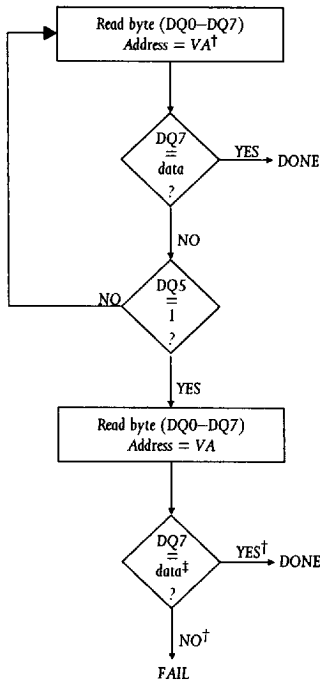 Read byte (DQ0–DQ7)
Address = VA†
DQ7
=
data
?
YES
DONE
NO
DQ5
=
1
?
NO
YES
Read byte (DQ0–DQ7)
Address = VA
DQ7
=
data‡
?
YES†
DONE
NO†
FAIL